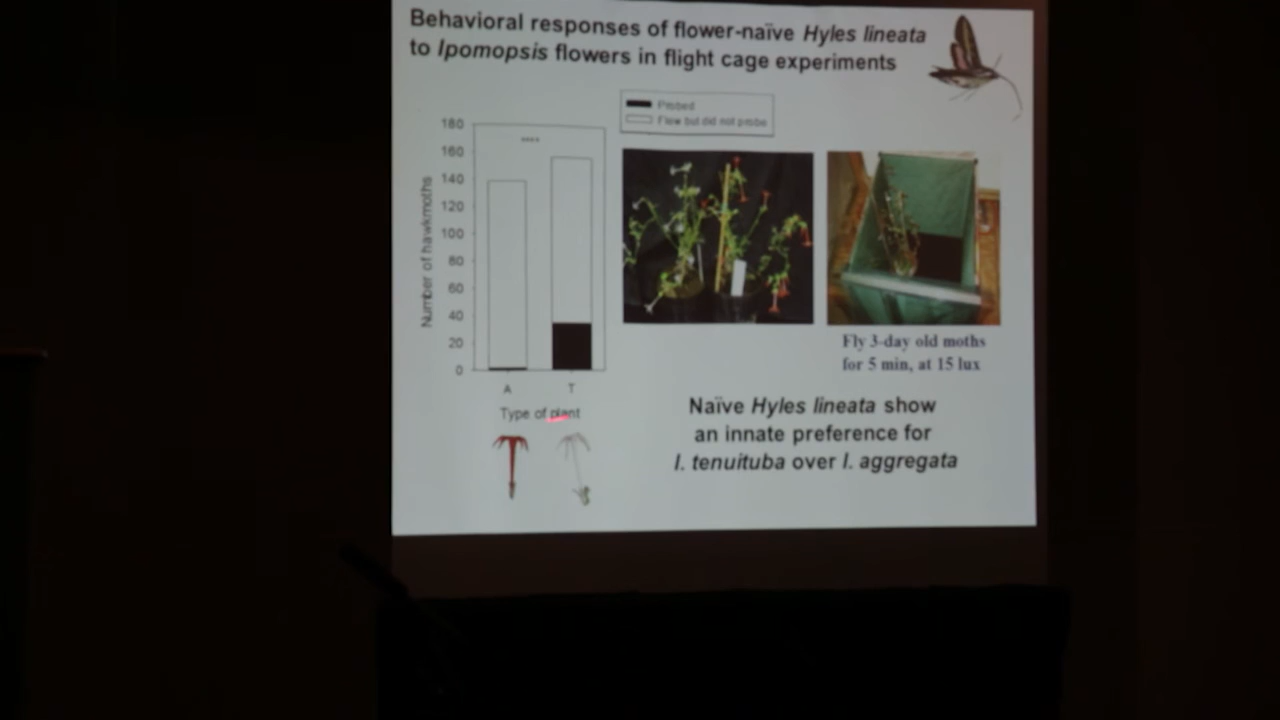 Behavioral responses of flower-naïve Hyles lineata
to Ipomopsis flowers in flight cage experiments
Probed
Flew but did not probe
180
160
140
120
100
80
60
40
20
0
Number of hawkmoths
****
A T
Type of plant
Fly 3-day old moths
for 5 min, at 15 lux
Naïve Hyles lineata show
an innate preference for
I. tenuituba over I. aggregata